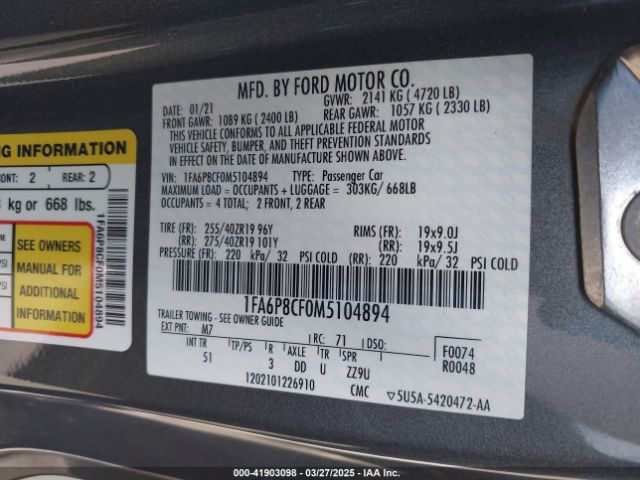 MFD. BY FORD MOTOR CO.
DATE: 01/21 GVWR: 2141 KG ( 4720 LB)
FRONT GAWR: 1089 KG ( 2400 LB) REAR GAWR: 1057 KG ( 2330 LB)
THIS VEHICLE CONFORMS TO ALL APPLICABLE FEDERAL MOTOR
VEHICLE SAFETY, BUMPER, AND THEFT PREVENTION STANDARDS
IN EFFECT ON THE DATE OF MANUFACTURE SHOWN ABOVE.
VIN: 1FA6P8CF0M5104894 TYPE: Passenger Car
MAXIMUM LOAD = OCCUPANTS + LUGGAGE = 303KG/ 668LB
OCCUPANTS = 4 TOTAL; 2 FRONT, 2 REAR
TIRE (FR): 255/40ZR19 96Y RIMS (FR): 19x9.0J
(RR): 275/40ZR19 101Y (RR): 19x9.5J
PRESSURE (FR): 220 kPa/ 32 PSI COLD (RR): 220 kPa/ 32 PSI COLD
1FA6P8CF0M5104894
TRAILER TOWING - SEE OWNER GUIDE
EXT PNT: M7 RC: 71 DSO: F0074
INT TR TP/PS R AXLE TR SPR R0048
51 3 DD U ZZ9U
1202101226910 CMC 5U5A-5420472-AA
NG INFORMATION
ONT: 2 REAR: 2
kg or 668 lbs.
SEE OWNERS
MANUAL FOR
ADDITIONAL
INFORMATION
PSI
PSI
1FA6P8CF0M5104894
000-41903098 - 03/27/2025 - IAA Inc.